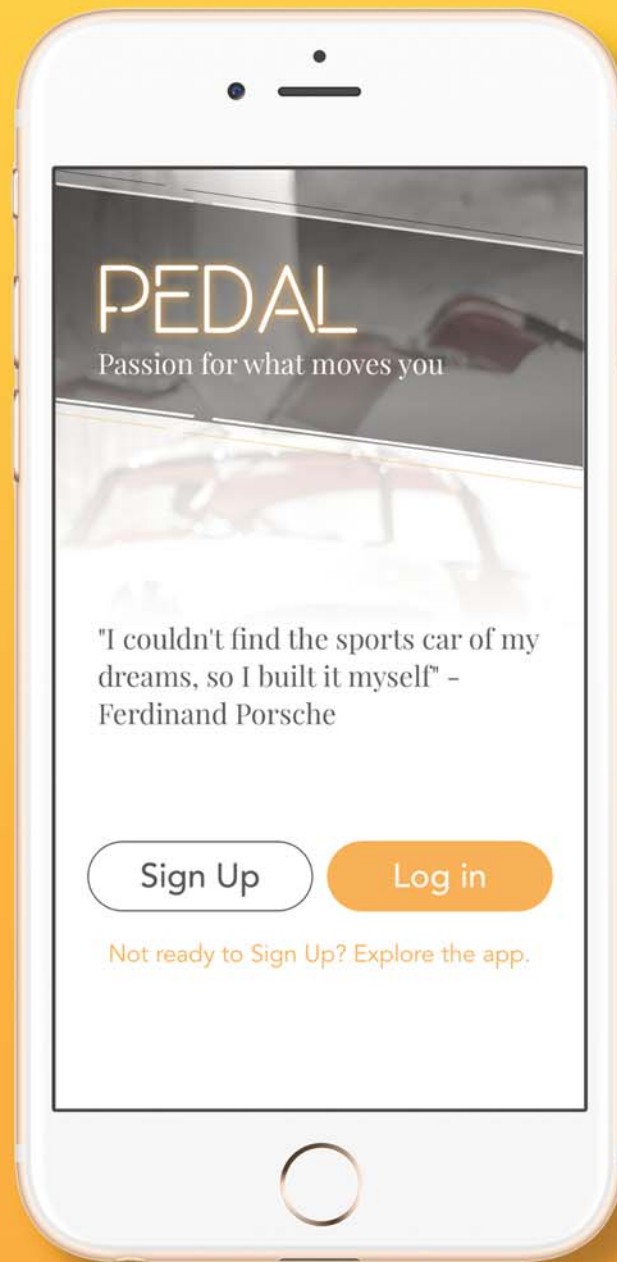 PEDAL
Passion for what moves you
"I couldn't find the sports car of my
dreams, so I built it myself" -
Ferdinand Porsche
Sign Up
Log in
Not ready to Sign Up? Explore the app.